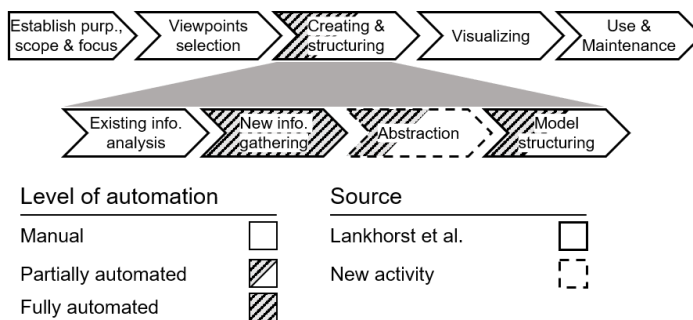 Establish purp.,
scope & focus
Viewpoints
selection
Creating &
structuring
Visualizing
Use &
Maintenance
Existing info.
analysis
New info.
gathering
Abstraction
Model
structuring
Level of automation
Source
Manual
Lankhorst et al.
Partially automated
New activity
Fully automated